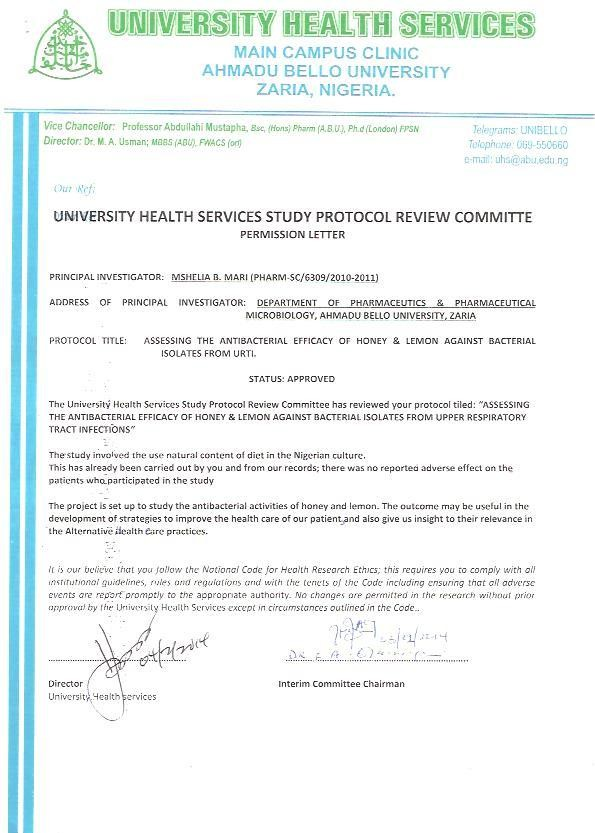 UNIVERSITY HEALTH SERVICES
MAIN CAMPUS CLINIC
AHMADU BELLO UNIVERSITY
ZARIA, NIGERIA.
Vice Chancellor: Professor Abdullahi Mustapha, Bsc, (Hons) Pharm (A.B.U.), Ph.d (London) FPSN
Director: Dr. M. A. Usman; MBBS (ABU), FWACS (orl)
Telegrams: UNIBELLO
Telephone: 069-550660
e-mail: uhs@abu.edu.ng
Our Ref:
UNIVERSITY HEALTH SERVICES STUDY PROTOCOL REVIEW COMMITTE
PERMISSION LETTER
PRINCIPAL INVESTIGATOR: MSHELIA B. MARI (PHARM-SC/6309/2010-2011)
ADDRESS OF PRINCIPAL INVESTIGATOR: DEPARTMENT OF PHARMACEUTICS & PHARMACEUTICAL
MICROBIOLOGY, AHMADU BELLO UNIVERSITY, ZARIA
PROTOCOL TITLE: ASSESSING THE ANTIBACTERIAL EFFICACY OF HONEY & LEMON AGAINST BACTERIAL
ISOLATES FROM URTI.
STATUS: APPROVED
The University Health Services Study Protocol Review Committee has reviewed your protocol tiled: "ASSESSING
THE ANTIBACTERIAL EFFICACY OF HONEY & LEMON AGAINST BACTERIAL ISOLATES FROM UPPER RESPIRATORY
TRACT INFECTIONS"
The study involved the use natural content of diet in the Nigerian culture.
This has already been carried out by you and from our records; there was no reported adverse effect on the
patients who participated in the study
The project is set up to study the antibacterial activities of honey and lemon. The outcome may be useful in the
development of strategies to improve the health care of our patient and also give us insight to their relevance in
the Alternative Health Care practices.
It is our believe that you follow the National Code for Health Research Ethics; this requires you to comply with all
institutional guidelines, rules and regulations and with the tenets of the Code including ensuring that all adverse
events are report promptly to the appropriate authority. No changes are permitted in the research without prior
approval by the University Health Services except in circumstances outlined in the Code..
Director
University Health services
Interim Committee Chairman